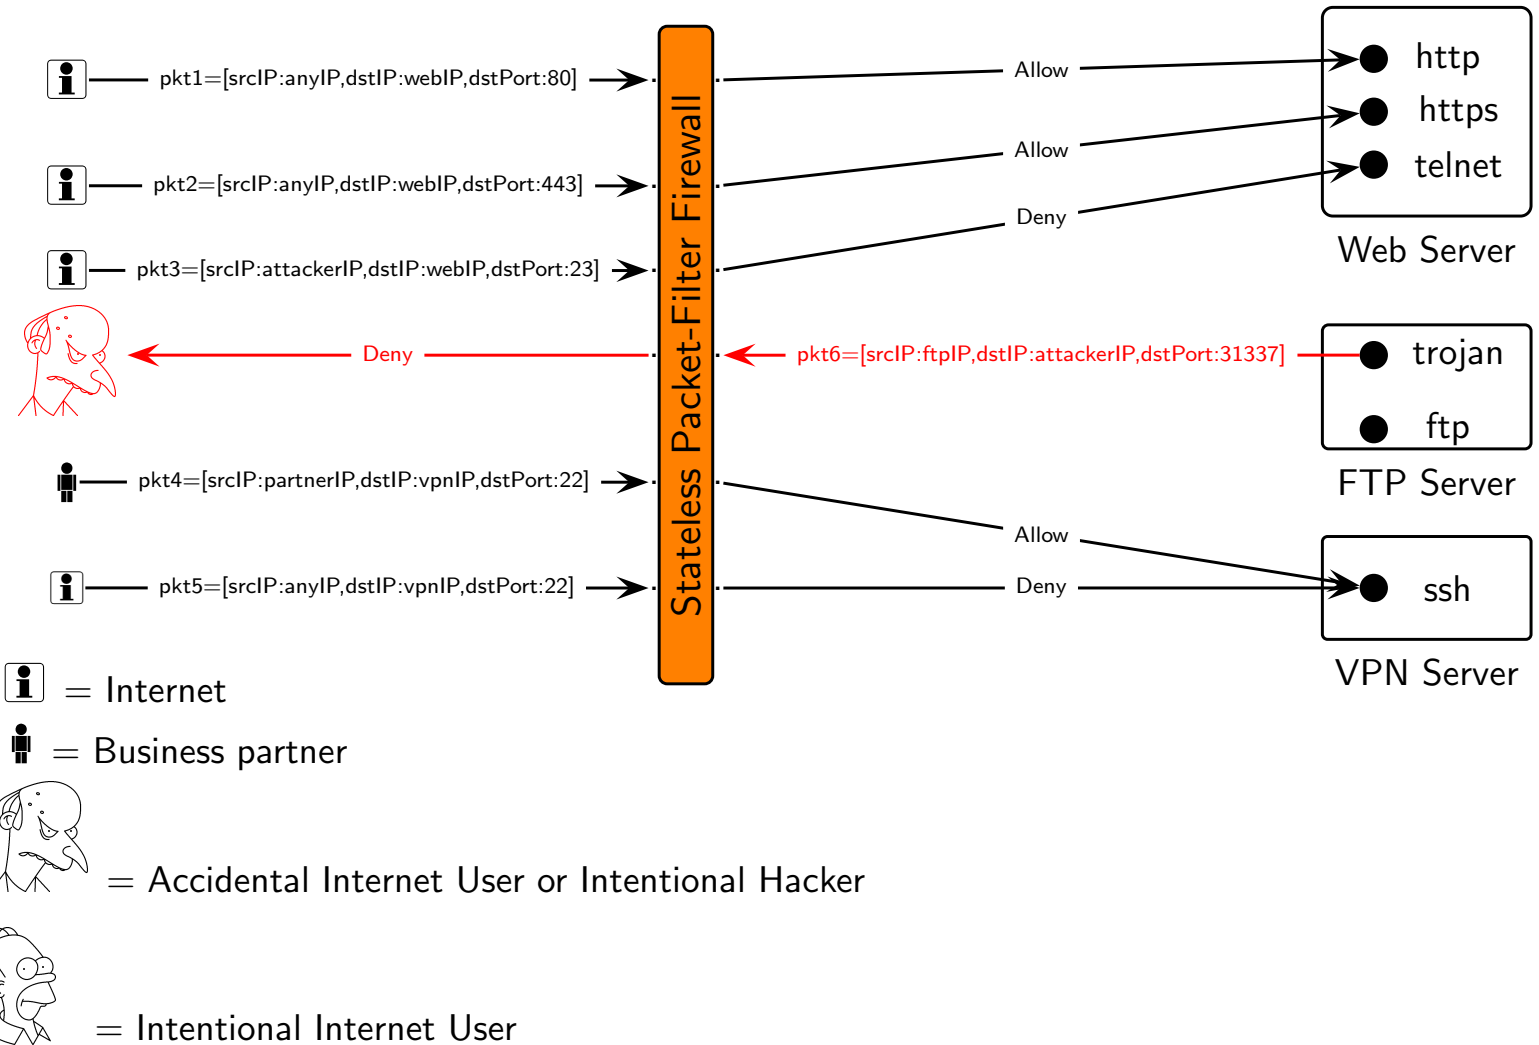 pkt1=[srcIP:anyIP,dstIP:webIP,dstPort:80]
Allow
http
pkt2=[srcIP:anyIP,dstIP:webIP,dstPort:443]
Allow
https
pkt3=[srcIP:attackerIP,dstIP:webIP,dstPort:23]
Deny
telnet
Web Server
Stateless Packet-Filter Firewall
Deny
pkt6=[srcIP:ftpIP,dstIP:attackerIP,dstPort:31337]
trojan
ftp
FTP Server
pkt4=[srcIP:partnerIP,dstIP:vpnIP,dstPort:22]
Allow
pkt5=[srcIP:anyIP,dstIP:vpnIP,dstPort:22]
Deny
ssh
VPN Server
= Internet
= Business partner
= Accidental Internet User or Intentional Hacker
= Intentional Internet User